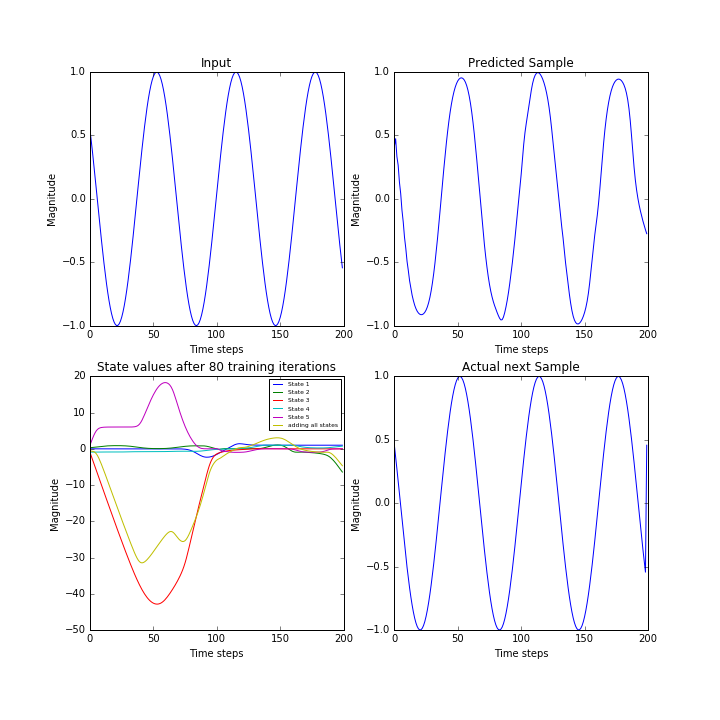 Input
1.0
0.5
0.0
−0.5
−1.0
Magnitude
0 50 100 150 200
Time steps
Predicted Sample
1.0
0.5
0.0
−0.5
−1.0
Magnitude
0 50 100 150 200
Time steps
State values after 80 training iterations
20
10
0
−10
−20
−30
−40
−50
Magnitude
State 1
State 2
State 3
State 4
State 5
adding all states
0 50 100 150 200
Time steps
Actual next Sample
1.0
0.5
0.0
−0.5
−1.0
Magnitude
0 50 100 150 200
Time steps